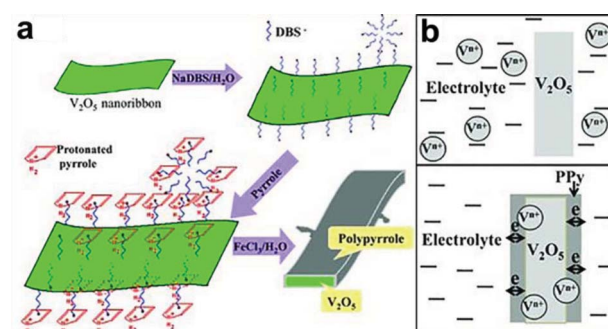 a
DBS⁻
NaDBS/H₂O
V₂O₅ nanoribbon
Protonated
pyrrole
Pyrrole
FeCl₃/H₂O
Polypyrrole
V₂O₅
b
Vⁿ⁺
Vⁿ⁺
Vⁿ⁺
V₂O₅
Electrolyte
Vⁿ⁺
Vⁿ⁺
Vⁿ⁺
PPy
Vⁿ⁺
e
e
Electrolyte
V₂O₅
e
e
Vⁿ⁺
Vⁿ⁺